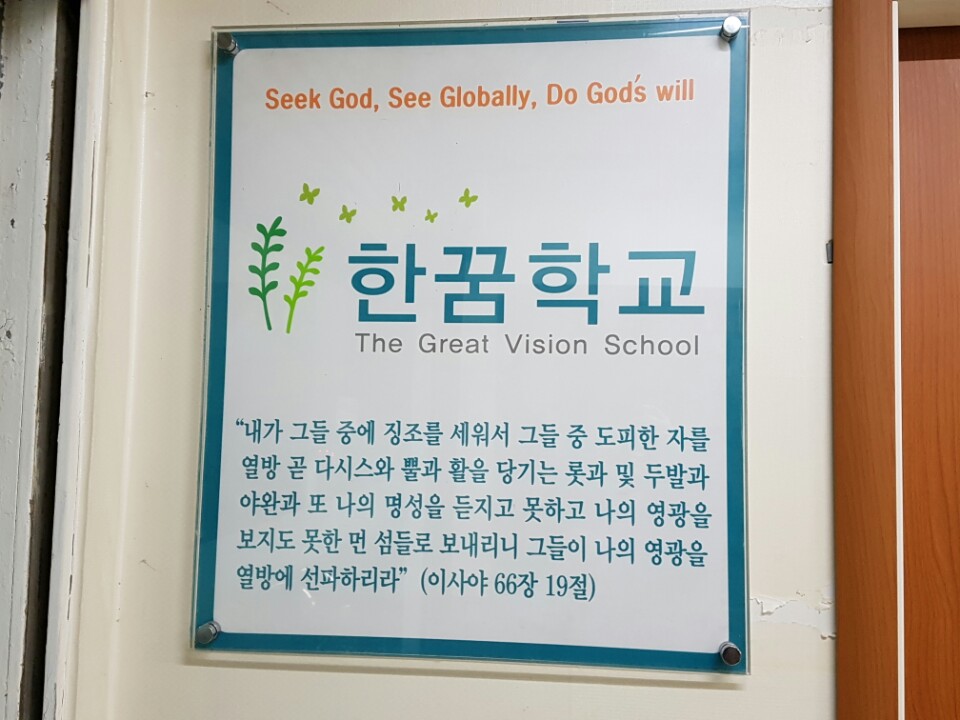 Seek God, See Globally, Do God's will
한꿈학교
The Great Vision School
“내가 그들 중에 징조를 세워서 그들 중 도피한 자를
열방 곧 다시스와 뿔과 활을 당기는 롯과 및 두발과
야완과 또 나의 명성을 듣지고 못하고 나의 영광을
보지도 못한 먼 섬들로 보내리니 그들이 나의 영광을
열방에 선파하리라” (이사야 66장 19절)